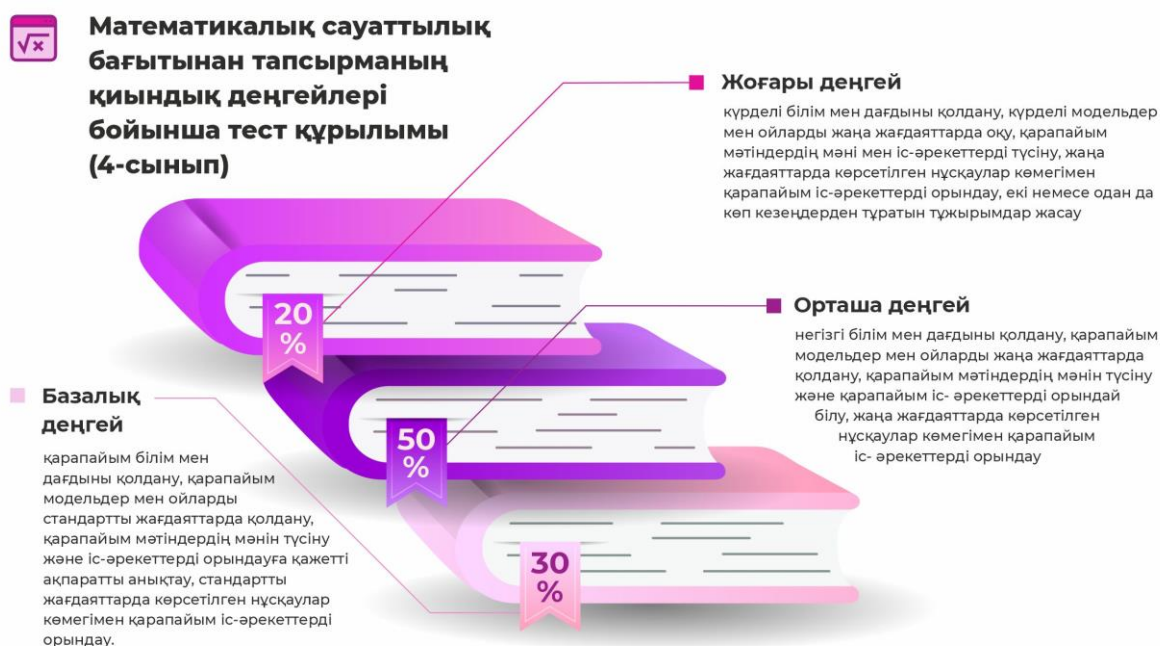 Математикалық сауаттылық
бағытынан тапсырманың
қиындық деңгейлері
бойынша тест құрылымы
(4-сынып)
Жоғары деңгей
күрделі білім мен дағдыны қолдану, күрделі модельдер
мен ойларды жаңа жағдаяттарда оқу, қарапайым
мәтіндердің мәні мен іс-әрекеттерді түсіну, жаңа
жағдаяттарда көрсетілген нұсқаулар көмегімен
қарапайым іс-әрекеттерді орындау, екі немесе одан да
көп кезеңдерден тұратын тұжырымдар жасау
20
%
Орташа деңгей
негізгі білім мен дағдыны қолдану, қарапайым
модельдер мен ойларды жаңа жағдаяттарда
қолдану, қарапайым мәтіндердің мәнін түсіну
және қарапайым іс- әрекеттерді орындай
білу, жаңа жағдаяттарда көрсетілген
нұсқаулар көмегімен қарапайым
іс- әрекеттерді орындау
50
%
Базалық
деңгей
қарапайым білім мен
дағдыны қолдану, қарапайым
модельдер мен ойларды
стандартты жағдаяттарда қолдану,
қарапайым мәтіндердің мәнін түсіну
және іс-әрекеттерді орындауға қажетті
ақпаратты анықтау, стандартты
жағдаяттарда көрсетілген нұсқаулар
көмегімен қарапайым іс-әрекеттерді
орындау.
30
%
√x